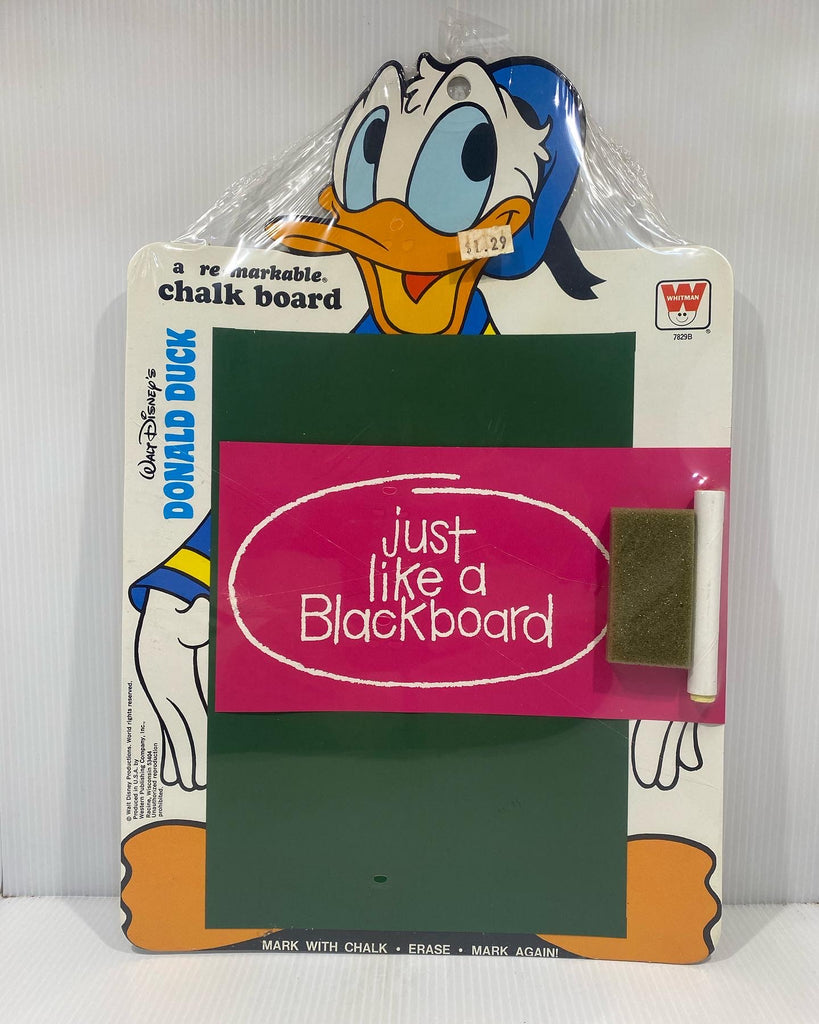 $1.29
a re markable®
chalk board
WHITMAN
®
7829B
Walt Disney's
DONALD DUCK
just
like a
Blackboard
© Walt Disney Productions. World rights reserved.
Produced in U.S.A. by
Western Publishing Company, Inc.,
Racine, Wisconsin 53404
Unauthorized reproduction
prohibited.
MARK WITH CHALK • ERASE • MARK AGAIN!